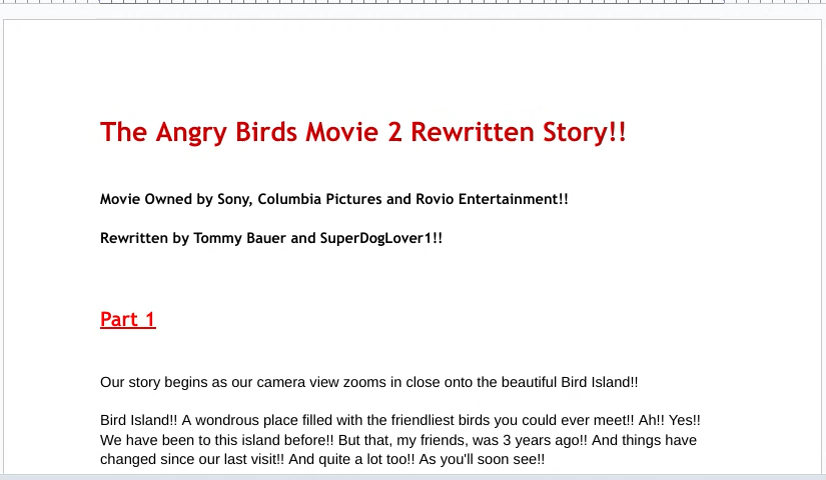 The Angry Birds Movie 2 Rewritten Story!!
Movie Owned by Sony, Columbia Pictures and Rovio Entertainment!!
Rewritten by Tommy Bauer and SuperDogLover1!!
Part 1
Our story begins as our camera view zooms in close onto the beautiful Bird Island!!
Bird Island!! A wondrous place filled with the friendliest birds you could ever meet!! Ah!! Yes!!
We have been to this island before!! But that, my friends, was 3 years ago!! And things have
changed since our last visit!! And quite a lot too!! As you'll soon see!!